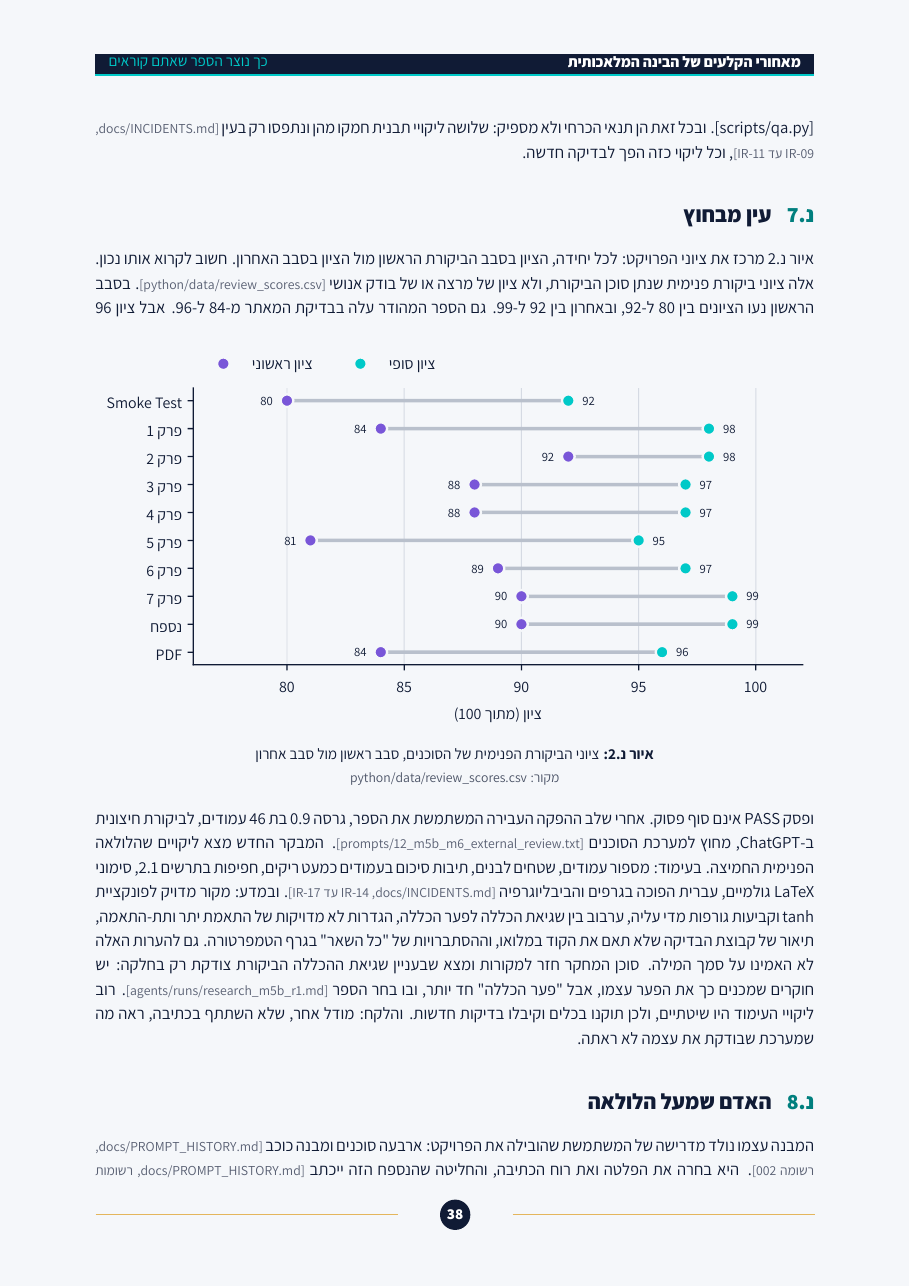 מאחורי הקלעים של הבינה המלאכותית
כך נוצר הספר שאתם קוראים
[scripts/qa.py]. ובכל זאת הן תנאי הכרחי ולא מספיק: שלושה ליקויי תבנית חמקו מהן ונתפסו רק בעין [docs/INCIDENTS.md,
IR-09 עד IR-11], וכל ליקוי כזה הפך לבדיקה חדשה.
נ.7 עין מבחוץ
איור נ.2 מרכז את ציוני הפרויקט: לכל יחידה, הציון בסבב הביקורת הראשון מול הציון בסבב האחרון. חשוב לקרוא אותו נכון.
אלה ציוני ביקורת פנימית שנתן סוכן הביקורת, ולא ציון של מרצה או של בודק אנושי [python/data/review_scores.csv]. בסבב
הראשון נעו הציונים בין 80 ל-92, ובאחרון בין 92 ל-99. גם הספר המהודר עלה בבדיקת המאתר מ-84 ל-96. אבל ציון 96
ציון סופי
ציון ראשוני
Smoke Test 80 92
פרק 1 84 98
פרק 2 92 98
פרק 3 88 97
פרק 4 88 97
פרק 5 81 95
פרק 6 89 97
פרק 7 90 99
נספח 90 99
PDF 84 96
80 85 90 95 100
ציון (מתוך 100)
איור נ.2: ציוני הביקורת הפנימית של הסוכנים, סבב ראשון מול סבב אחרון
מקור: python/data/review_scores.csv
ופסק PASS אינם סוף פסוק. אחרי שלב ההפקה העבירה המשתמשת את הספר, גרסה 0.9 בת 46 עמודים, לביקורת חיצונית
ב-ChatGPT, מחוץ למערכת הסוכנים [prompts/12_m5b_m6_external_review.txt]. המבקר החדש מצא ליקויים שהלולאה
הפנימית החמיצה. בעימוד: מספור עמודים, שטחים לבנים, תיבות סיכום בעמודים כמעט ריקים, חפיפות בתרשים 2.1, סימוני
LaTeX גולמיים, עברית הפוכה בגרפים והביבליוגרפיה [docs/INCIDENTS.md, IR-14 עד IR-17]. ובמדע: מקור מדויק לפונקציית
tanh וקביעות גורפות מדי עליה, ערבוב בין שגיאת הכללה לפער הכללה, הגדרות לא מדויקות של התאמת יתר ותת-התאמה,
תיאור של קבוצת הבדיקה שלא תאם את הקוד במלואו, וההסתברויות של "כל השאר" בגרף הטמפרטורה. גם להערות האלה
לא האמינו על סמך המילה. סוכן המחקר חזר למקורות ומצא שבעניין שגיאת ההכללה הביקורת צודקת רק בחלקה: יש
חוקרים שמכנים כך את הפער עצמו, אבל "פער הכללה" חד יותר, ובו בחר הספר [agents/runs/research_m5b_r1.md]. רוב
ליקויי העימוד היו שיטתיים, ולכן תוקנו בכלים וקיבלו בדיקות חדשות. והלקח: מודל אחר, שלא השתתף בכתיבה, ראה מה
שמערכת שבודקת את עצמה לא ראתה.
נ.8 האדם שמעל הלולאה
המבנה עצמו נולד מדרישה של המשתמשת שהובילה את הפרויקט: ארבעה סוכנים ומבנה כוכב [docs/PROMPT_HISTORY.md,
רשומה 002]. היא בחרה את הפלטה ואת רוח הכתיבה, והחליטה שהנספח הזה ייכתב [docs/PROMPT_HISTORY.md, רשומות
38